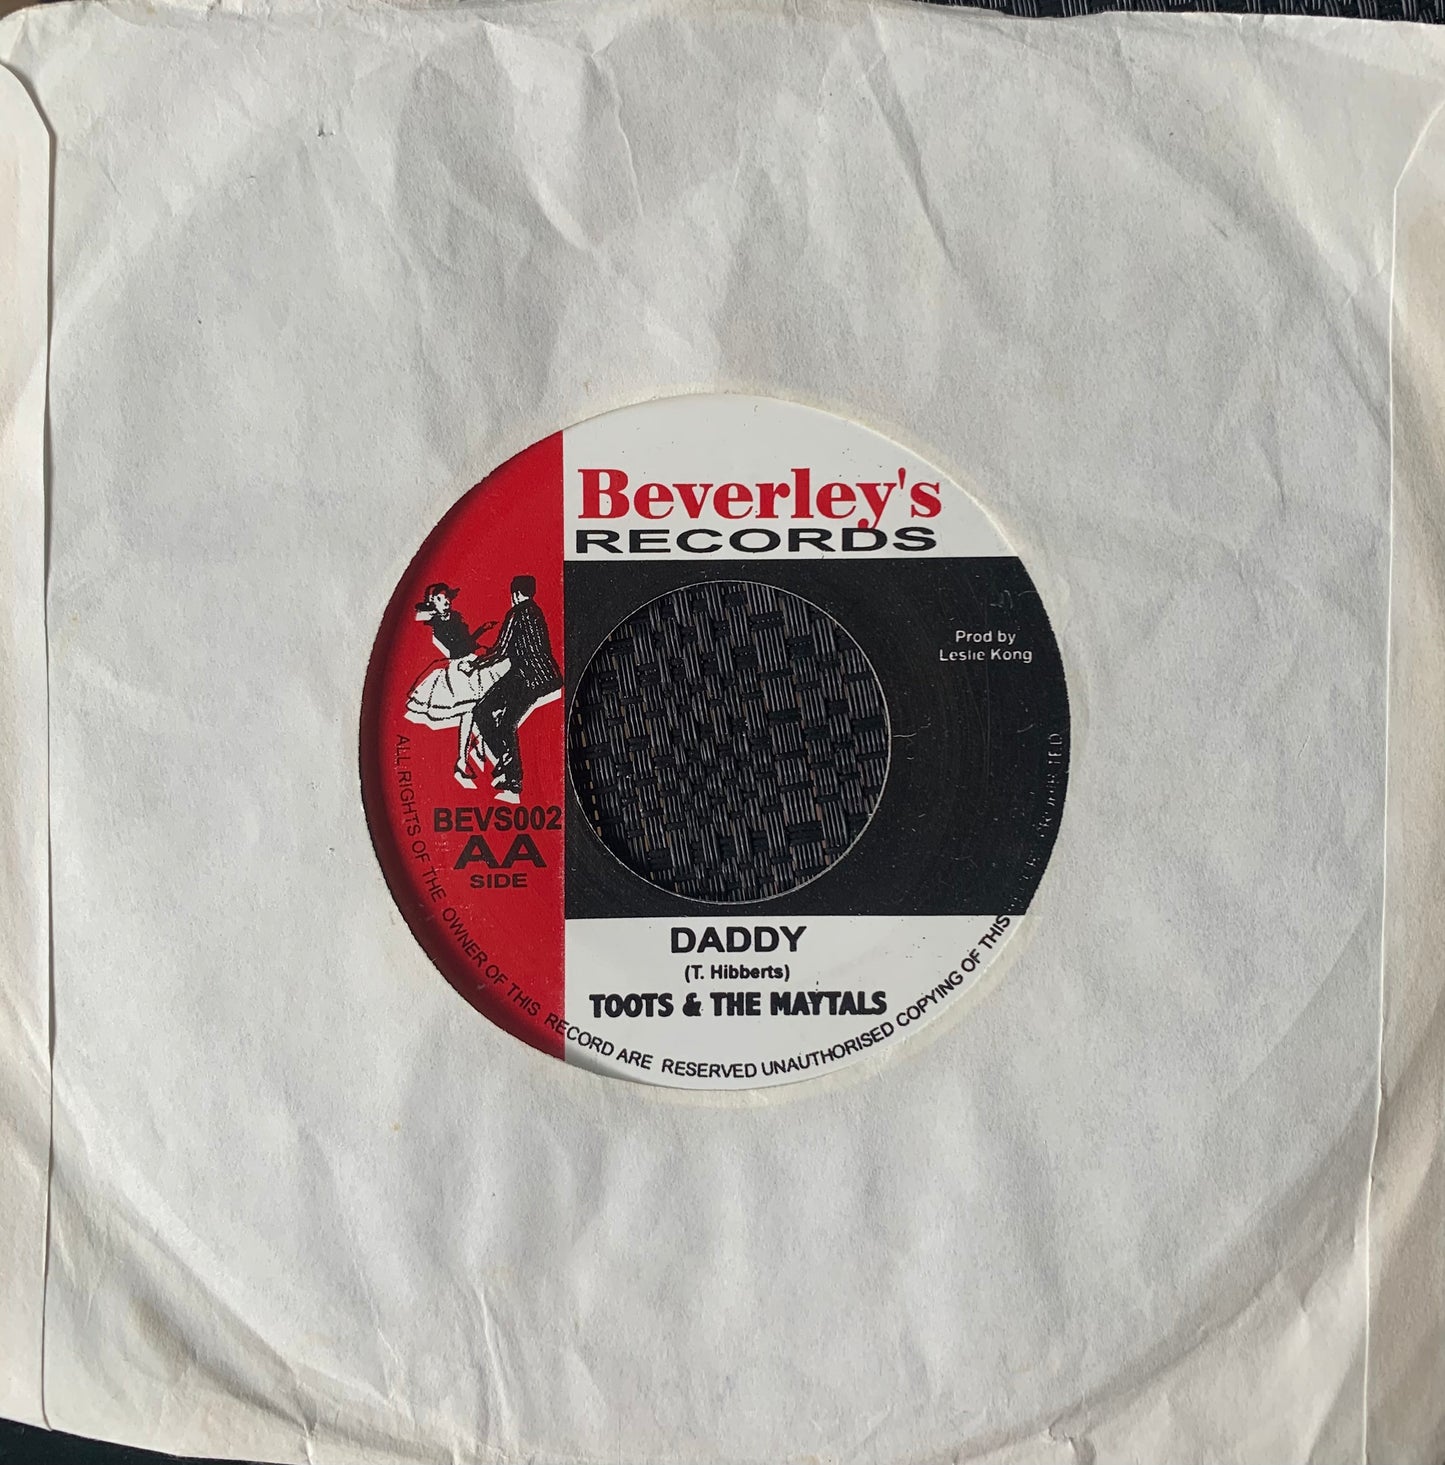 Beverley's
RECORDS
Prod by
Leslie Kong
BEVS002
AA
SIDE
DADDY
(T. Hibberts)
TOOTS & THE MAYTALS
ALL RIGHTS OF THE OWNER OF THIS RECORD ARE RESERVED UNAUTHORISED COPYING OF THIS